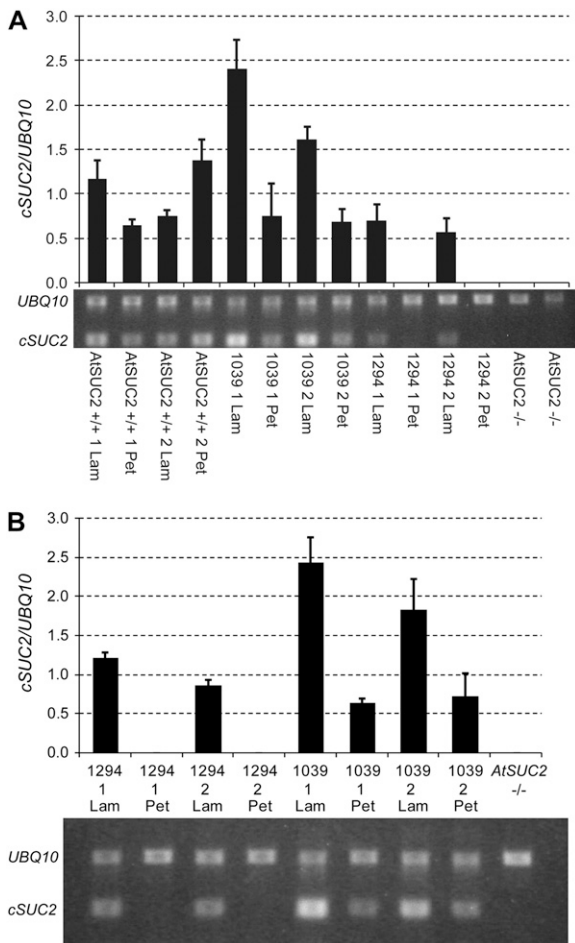 A
3.0
2.5
2.0
1.5
1.0
0.5
0.0
cSUC2/UBQ10
UBQ10
cSUC2
AtSUC2 +/+ 1 Lam
AtSUC2 +/+ 1 Pet
AtSUC2 +/+ 2 Lam
AtSUC2 +/+ 2 Pet
1039 1 Lam
1039 1 Pet
1039 2 Lam
1039 2 Pet
1294 1 Lam
1294 1 Pet
1294 2 Lam
1294 2 Pet
AtSUC2 -/-
AtSUC2 -/-
B
3.0
2.5
2.0
1.5
1.0
0.5
0.0
cSUC2/UBQ10
1294 1294 1294 1294 1039 1039 1039 1039 AtSUC2
1 1 2 2 1 1 2 2 -/-
Lam Pet Lam Pet Lam Pet Lam Pet
UBQ10
cSUC2